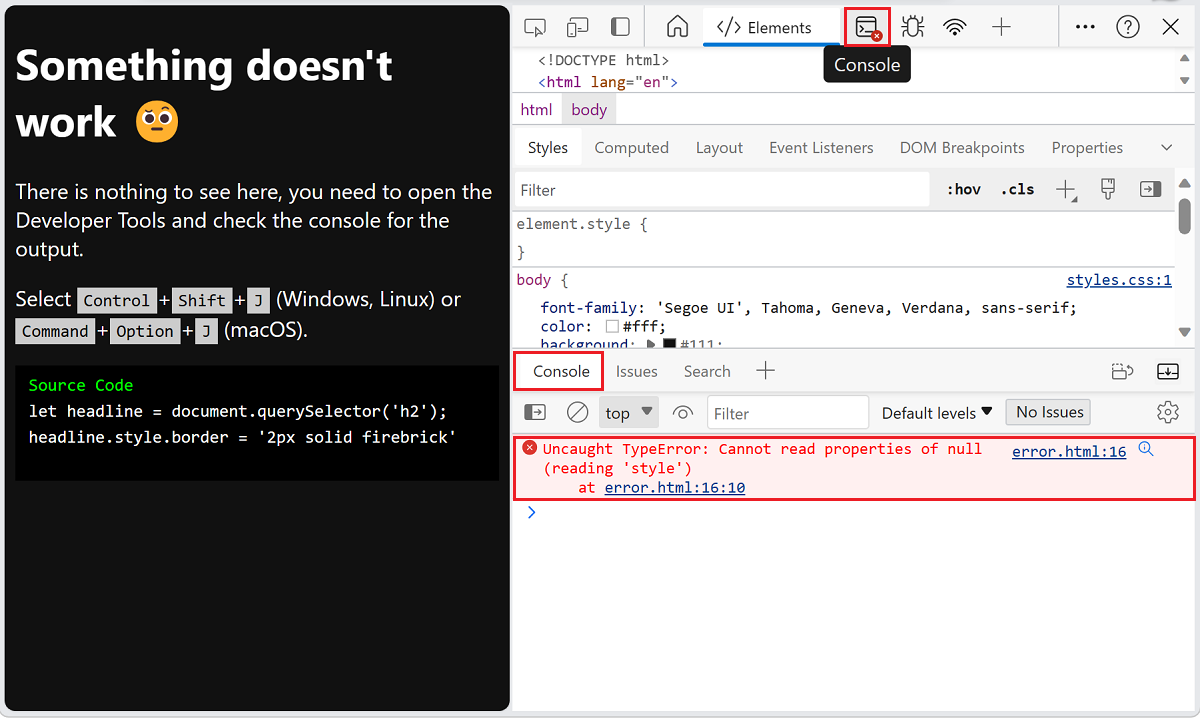 Something doesn't
work 🤨
There is nothing to see here, you need to open the
Developer Tools and check the console for the
output.
Select Control + Shift + J (Windows, Linux) or
Command + Option + J (macOS).
Source Code
let headline = document.querySelector('h2');
headline.style.border = '2px solid firebrick'
</> Elements
Console
<!DOCTYPE html>
<html lang="en">
html body
Styles Computed Layout Event Listeners DOM Breakpoints Properties
Filter :hov .cls
element.style {
}
body { styles.css:1
font-family: 'Segoe UI', Tahoma, Geneva, Verdana, sans-serif;
color: #fff;
background: #111;
Console Issues Search
top Filter Default levels No Issues
Uncaught TypeError: Cannot read properties of null error.html:16
(reading 'style')
at error.html:16:10